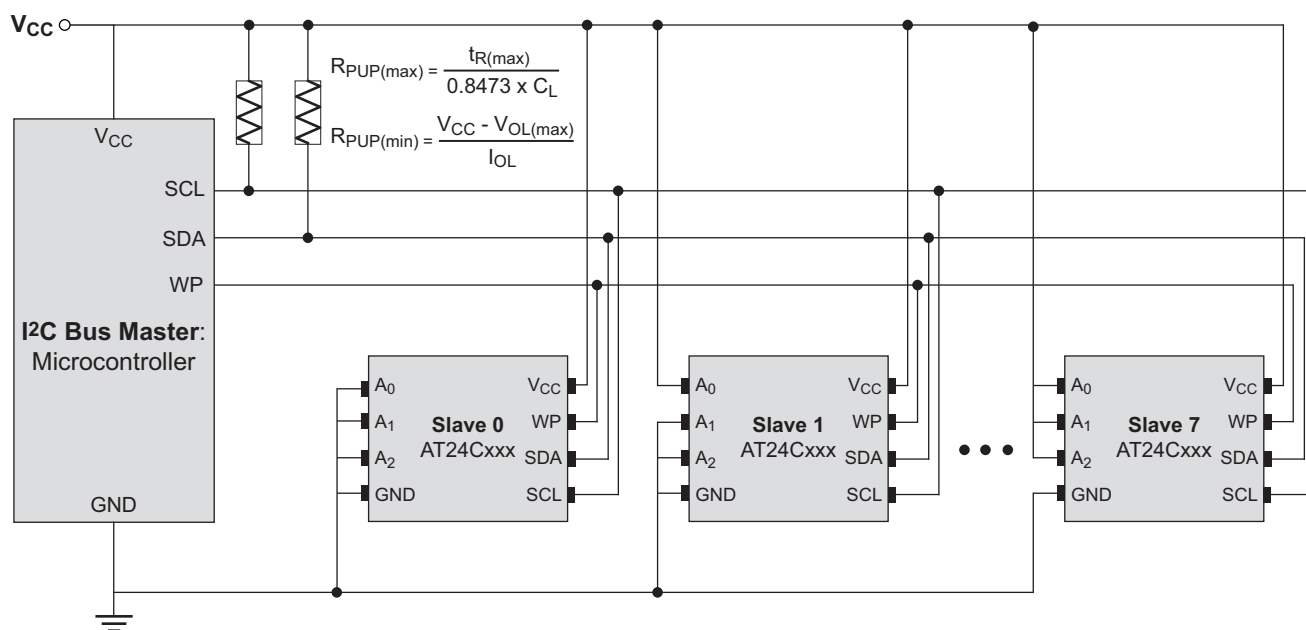 VCC
RPUP(max) = tR(max) / 0.8473 x CL
RPUP(min) = VCC - VOL(max) / IOL
VCC
SCL
SDA
WP
I²C Bus Master:
Microcontroller
GND
A0
A1
A2
GND
Slave 0
AT24Cxxx
VCC
WP
SDA
SCL
A0
A1
A2
GND
Slave 1
AT24Cxxx
VCC
WP
SDA
SCL
A0
A1
A2
GND
Slave 7
AT24Cxxx
VCC
WP
SDA
SCL